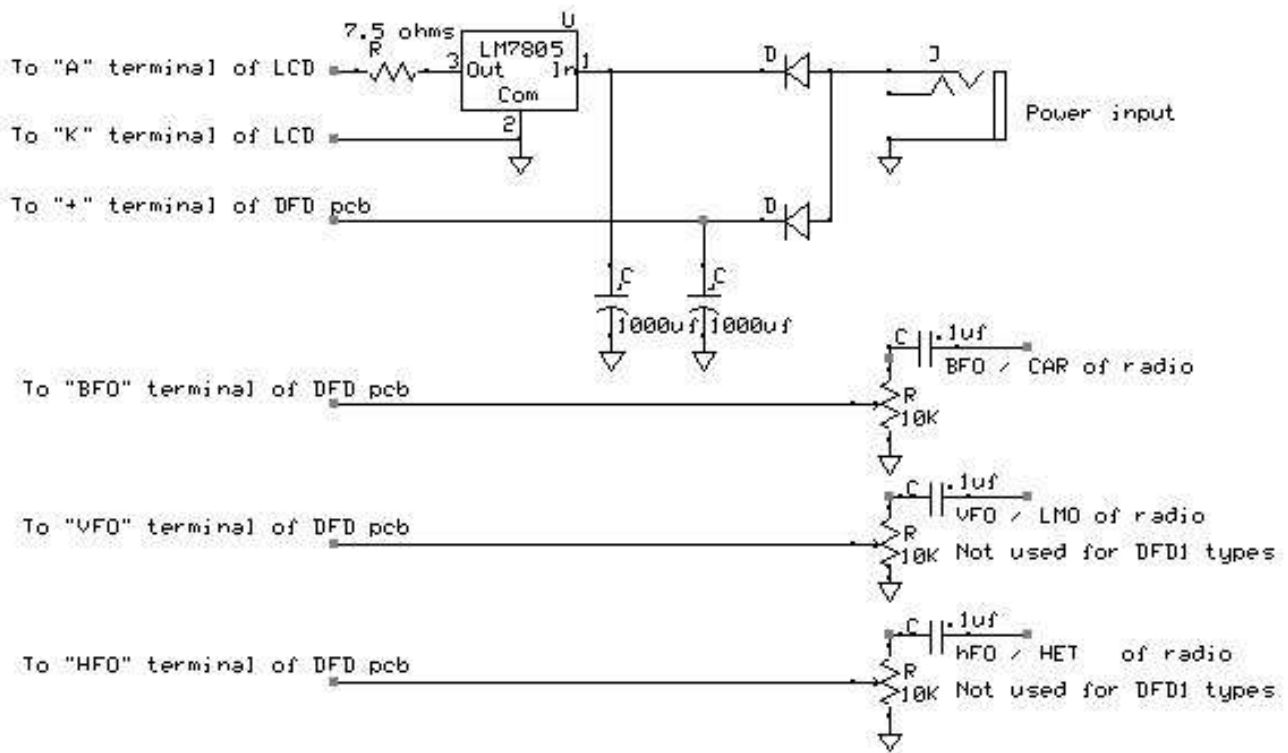 U
7.5 ohms
R
LM7805
D
J
To "A" terminal of LCD
3
Out In
1
Com
2
Power input
To "K" terminal of LCD
To "+" terminal of DFD pcb
D
C
C
1000uf
1000uf
C
.1uf
BFO / CAR of radio
To "BFO" terminal of DFD pcb
R
10K
C
.1uf
VFO / LMO of radio
To "VFO" terminal of DFD pcb
R
10K
Not used for DFD1 types
C
.1uf
hFO / HET of radio
To "HFO" terminal of DFD pcb
R
10K
Not used for DFD1 types